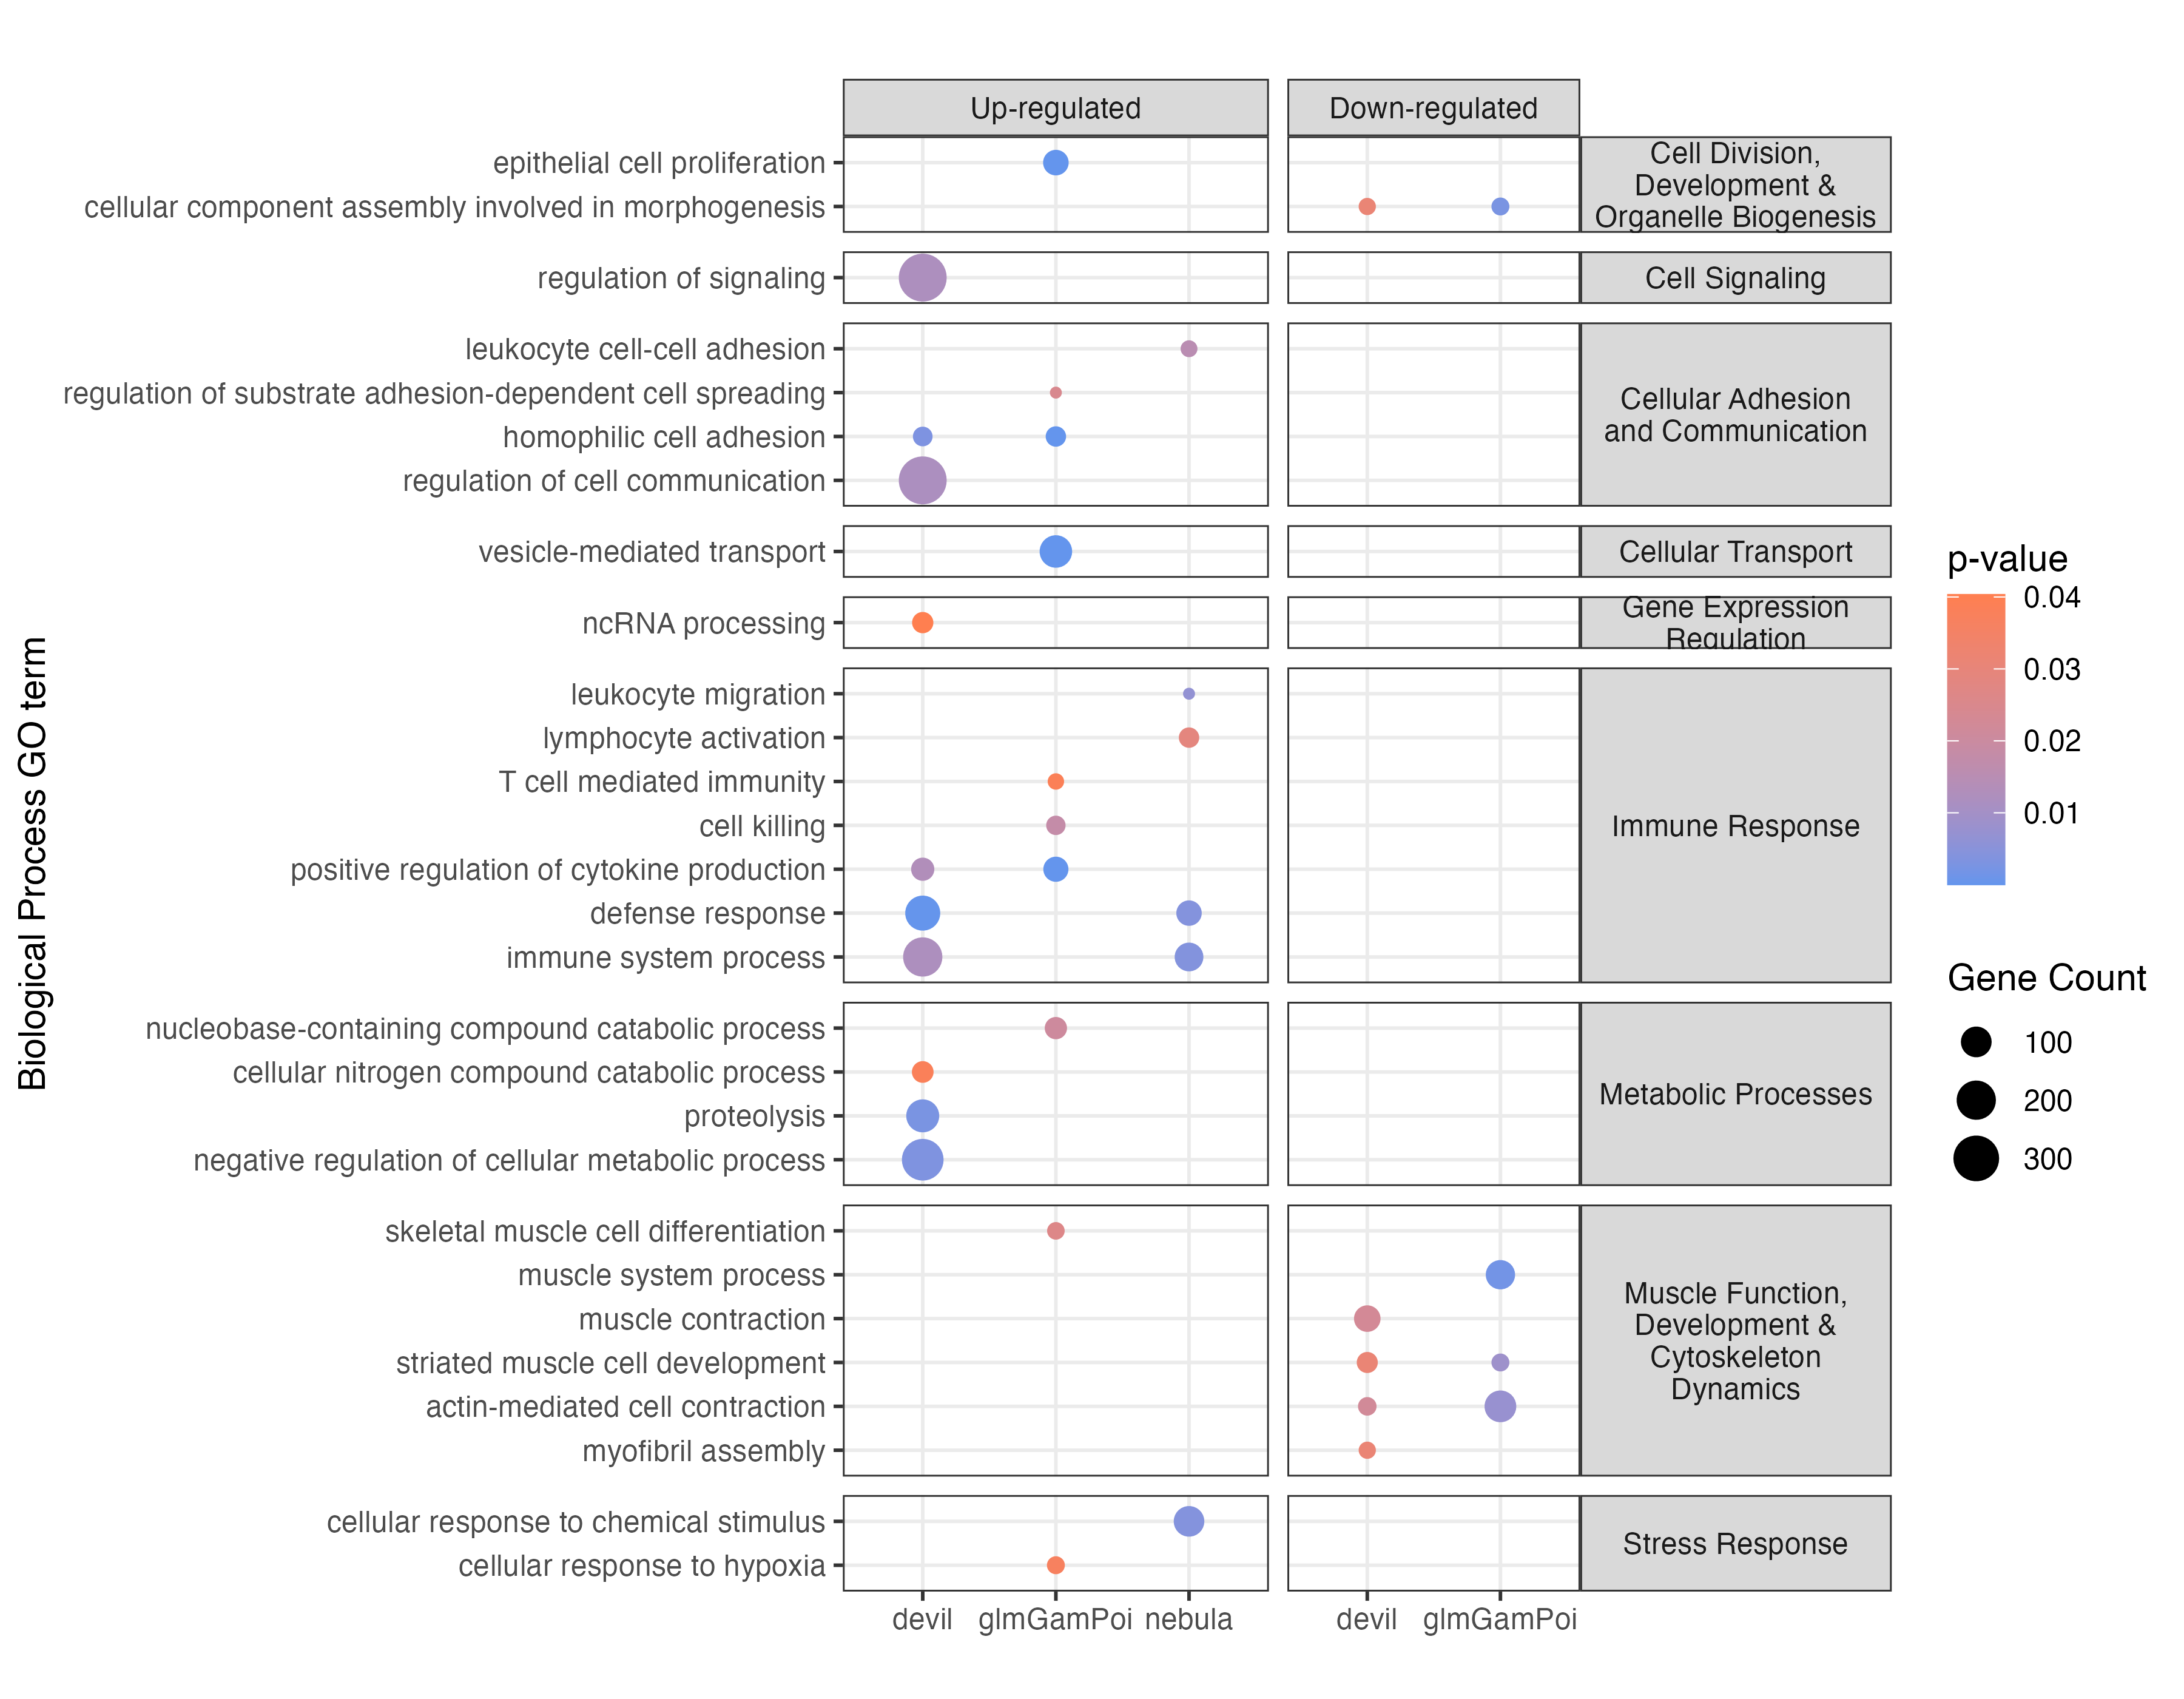 Up-regulated
Down-regulated
epithelial cell proliferation
cellular component assembly involved in morphogenesis
Cell Division,
Development &
Organelle Biogenesis
regulation of signaling
Cell Signaling
leukocyte cell-cell adhesion
regulation of substrate adhesion-dependent cell spreading
homophilic cell adhesion
regulation of cell communication
Cellular Adhesion
and Communication
vesicle-mediated transport
Cellular Transport
ncRNA processing
Gene Expression
Regulation
leukocyte migration
lymphocyte activation
T cell mediated immunity
cell killing
positive regulation of cytokine production
defense response
immune system process
Immune Response
nucleobase-containing compound catabolic process
cellular nitrogen compound catabolic process
proteolysis
negative regulation of cellular metabolic process
Metabolic Processes
skeletal muscle cell differentiation
muscle system process
muscle contraction
striated muscle cell development
actin-mediated cell contraction
myofibril assembly
Muscle Function,
Development &
Cytoskeleton
Dynamics
cellular response to chemical stimulus
cellular response to hypoxia
Stress Response
devil
glmGamPoi
nebula
devil
glmGamPoi
Biological Process GO term
p-value
0.04
0.03
0.02
0.01
Gene Count
100
200
300